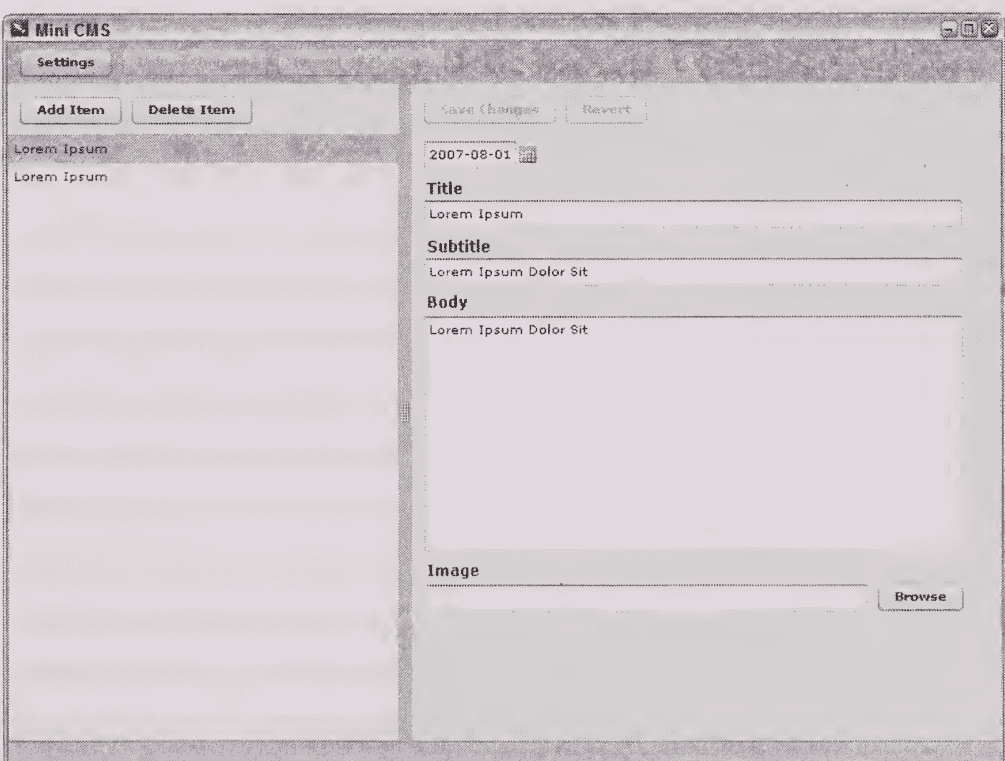 Mini CMS
Settings
Add Item Delete Item
Lorem Ipsum
Lorem Ipsum
Save Changes Revert
2007-08-01
Title
Lorem Ipsum
Subtitle
Lorem Ipsum Dolor Sit
Body
Lorem Ipsum Dolor Sit
Image
Browse